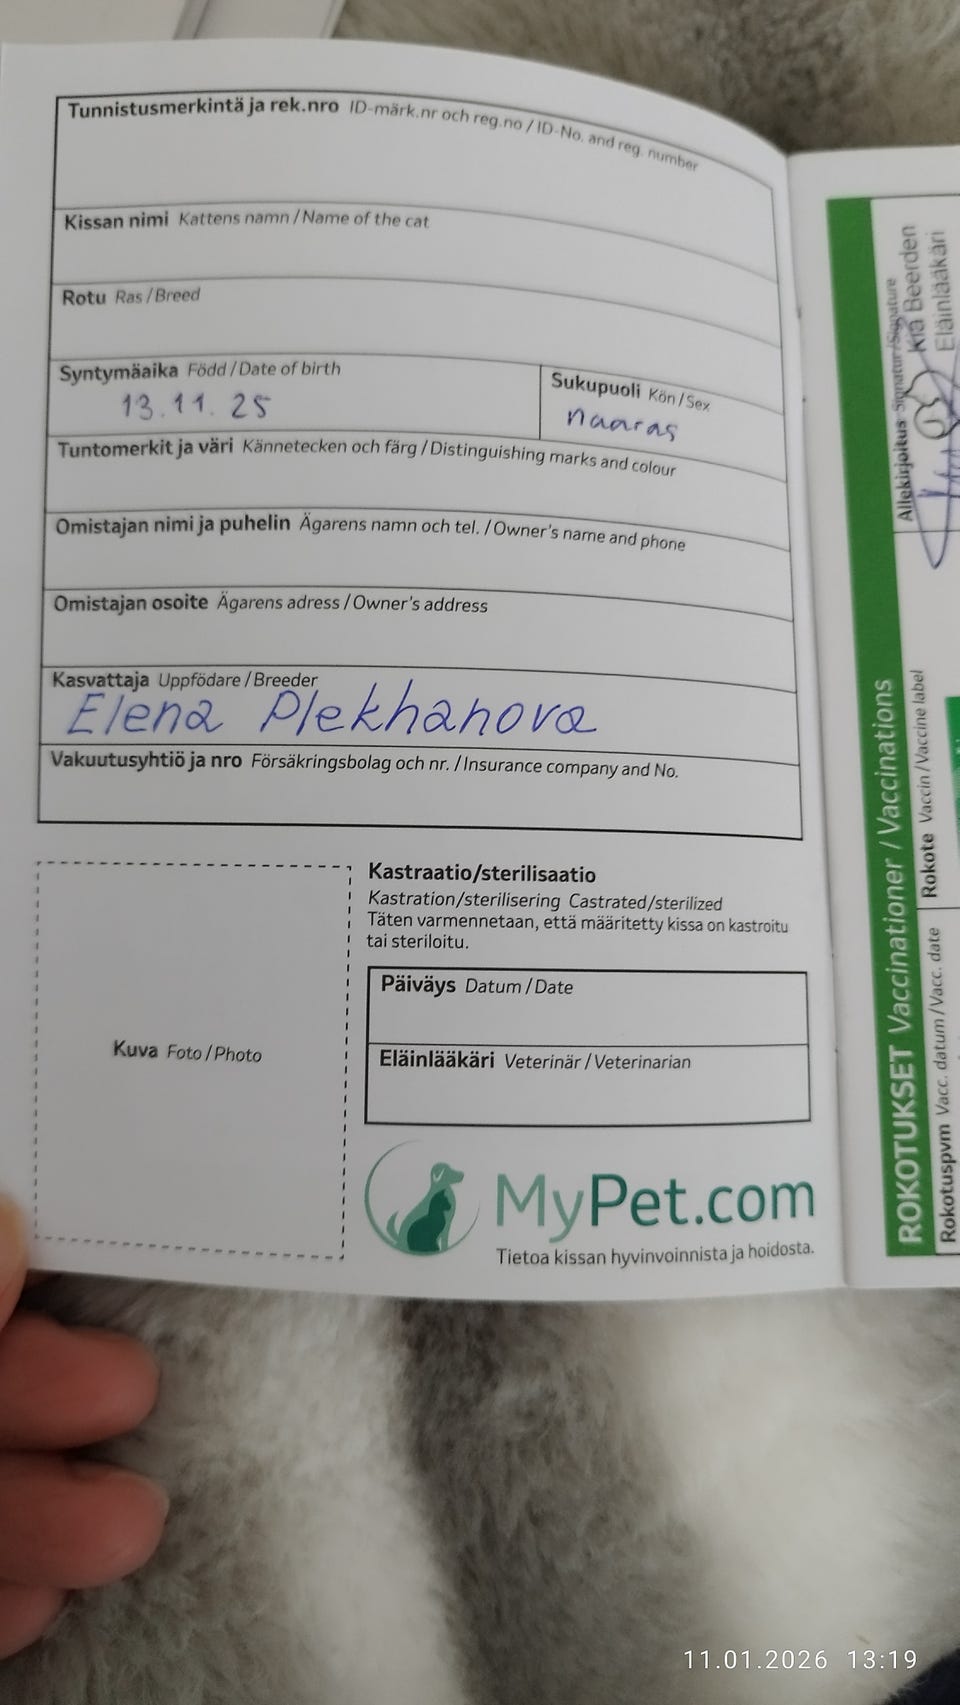 Tunnistusmerkintä ja rek.nro ID-märk.nr och reg.no / ID-No. and reg. number
Kissan nimi Kattens namn / Name of the cat
Rotu Ras / Breed
Syntymäaika Född / Date of birth
13.11.25
Sukupuoli Kön / Sex
naaras
Tuntomerkit ja väri Kännetecken och färg / Distinguishing marks and colour
Omistajan nimi ja puhelin Ägarens namn och tel. / Owner's name and phone
Omistajan osoite Ägarens adress / Owner's address
Kasvattaja Uppfödare / Breeder
Elena Plekhanova
Vakuutusyhtiö ja nro Försäkringsbolag och nr. / Insurance company and No.
Kuva Foto / Photo
Kastraatio/sterilisaatio
Kastration/sterilisering Castrated/sterilized
Täten varmennetaan, että määritetty kissa on kastroitu
tai steriloitu.
Päiväys Datum / Date
Eläinlääkäri Veterinär / Veterinarian
MyPet.com
Tietoa kissan hyvinvoinnista ja hoidosta.
ROKOTUKSET Vaccinationer / Vaccinations
Rokotuspvm Vacc. datum / Vacc. date
Rokote Vaccin / Vaccine label
Allekirjoitus Signatur / Signature
Kia Beerden
Eläinlääkäri
11.01.2026 13:19